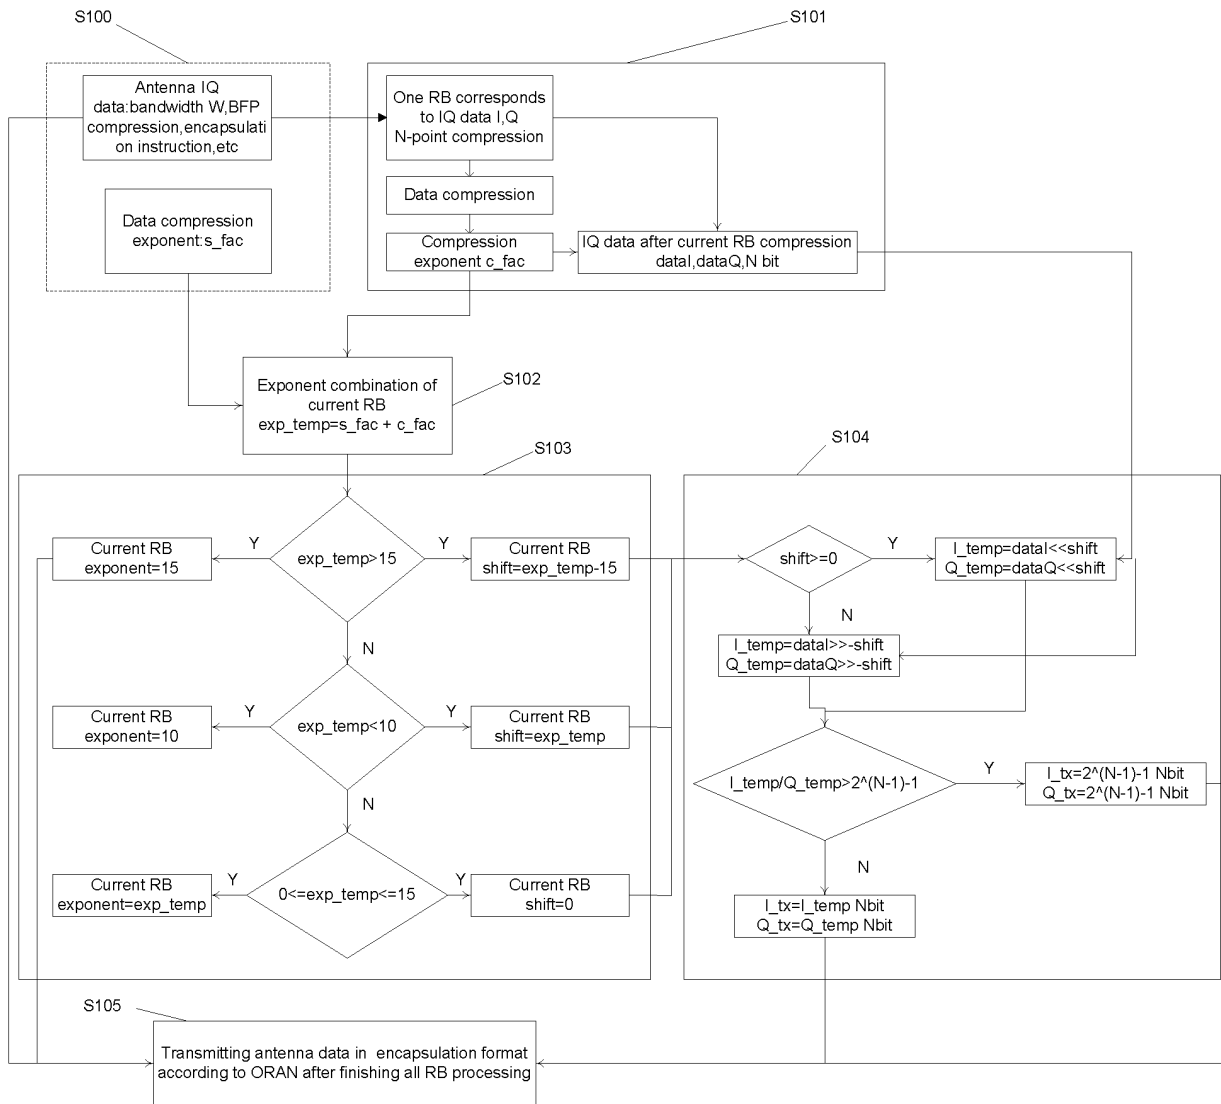 S100
S101
Antenna IQ
data:bandwidth W,BFP
compression,encapsulati
on instruction,etc
One RB corresponds
to IQ data I,Q
N-point compression
Data compression
Data compression
exponent:s_fac
Compression
exponent c_fac
IQ data after current RB compression
dataI,dataQ,N bit
Exponent combination of
current RB
exp_temp=s_fac + c_fac
S102
S103
S104
Current RB
exponent=15
Y
exp_temp>15
Y
Current RB
shift=exp_temp-15
N
Current RB
exponent=10
Y
exp_temp<10
Y
Current RB
shift=exp_temp
N
Current RB
exponent=exp_temp
Y
0<=exp_temp<=15
Y
Current RB
shift=0
shift>=0
Y
I_temp=dataI<<shift
Q_temp=dataQ<<shift
N
I_temp=dataI>>-shift
Q_temp=dataQ>>-shift
I_temp/Q_temp>2^(N-1)-1
Y
I_tx=2^(N-1)-1 Nbit
Q_tx=2^(N-1)-1 Nbit
N
I_tx=I_temp Nbit
Q_tx=Q_temp Nbit
S105
Transmitting antenna data in encapsulation format
according to ORAN after finishing all RB processing